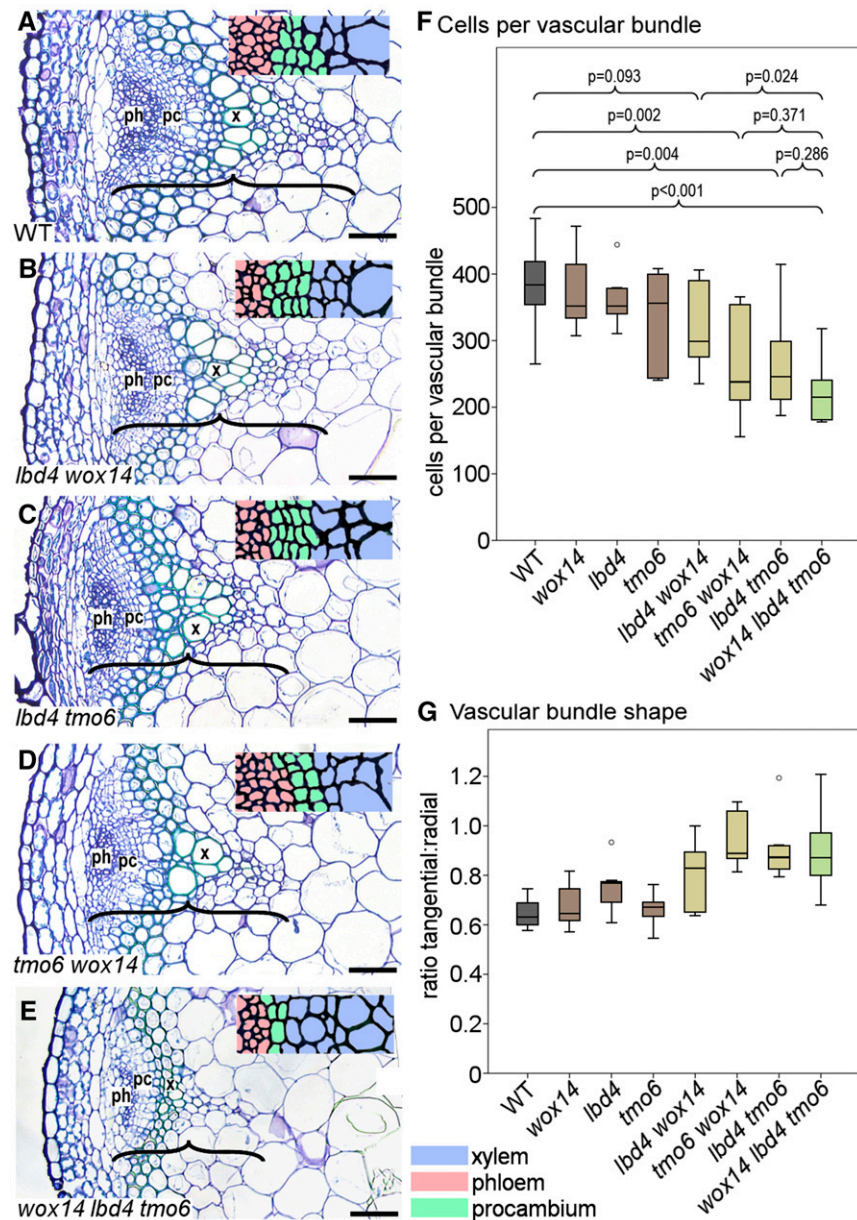 A
ph
pc
x
WT
B
ph
pc
x
lbd4 wox14
C
ph
pc
x
lbd4 tmo6
D
ph
pc
x
tmo6 wox14
E
ph
pc
x
wox14 lbd4 tmo6
xylem
phloem
procambium
F Cells per vascular bundle
p=0.093
p=0.024
p=0.002
p=0.371
p=0.004
p=0.286
p<0.001
cells per vascular bundle
500
400
300
200
100
0
WT
wox14
lbd4
tmo6
lbd4 wox14
tmo6 wox14
lbd4 tmo6
wox14 lbd4 tmo6
G Vascular bundle shape
ratio tangential:radial
1.2
1.0
0.8
0.6
0.4
0.2
0.0
WT
wox14
lbd4
tmo6
lbd4 wox14
tmo6 wox14
lbd4 tmo6
wox14 lbd4 tmo6